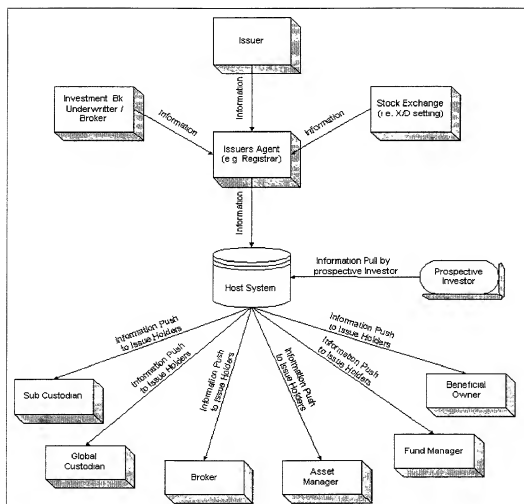 Issuer
Investment Bk
Underwritter /
Broker
Information
Information
Information
Stock Exchange
(i.e. X/D setting)
Issuers Agent
(e.g. Registrar)
Information
Host System
Information Pull by
prospective Investor
Prospective
Investor
Information Push
to Issue Holders
Information Push
to Issue Holders
Information Push
to Issue Holders
Information Push
to Issue Holders
Information Push
to Issue Holders
Information Push
to Issue Holders
Sub Custodian
Global
Custodian
Broker
Asset
Manager
Fund Manager
Beneficial
Owner